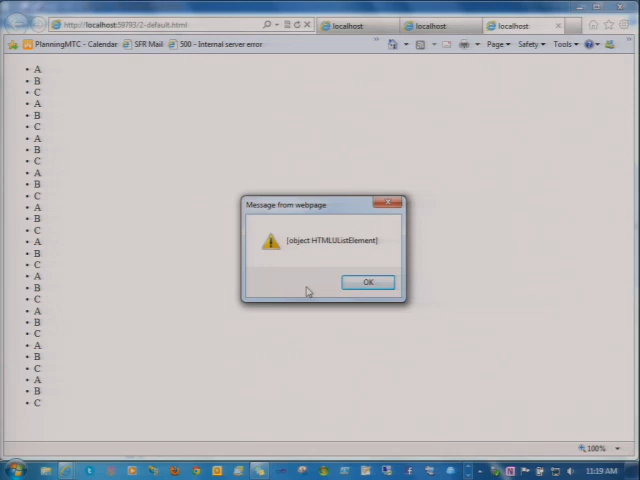 http://localhost:59793/2-default.html
localhost
localhost
localhost
PlanningMTC - Calendar
SFR Mail
500 - Internal server error
Page
Safety
Tools
A
B
C
A
B
C
A
B
C
A
B
C
A
B
C
A
B
C
A
B
C
A
B
C
A
B
C
A
B
C
Message from webpage
[object HTMLUListElement]
OK
100%
11:19 AM